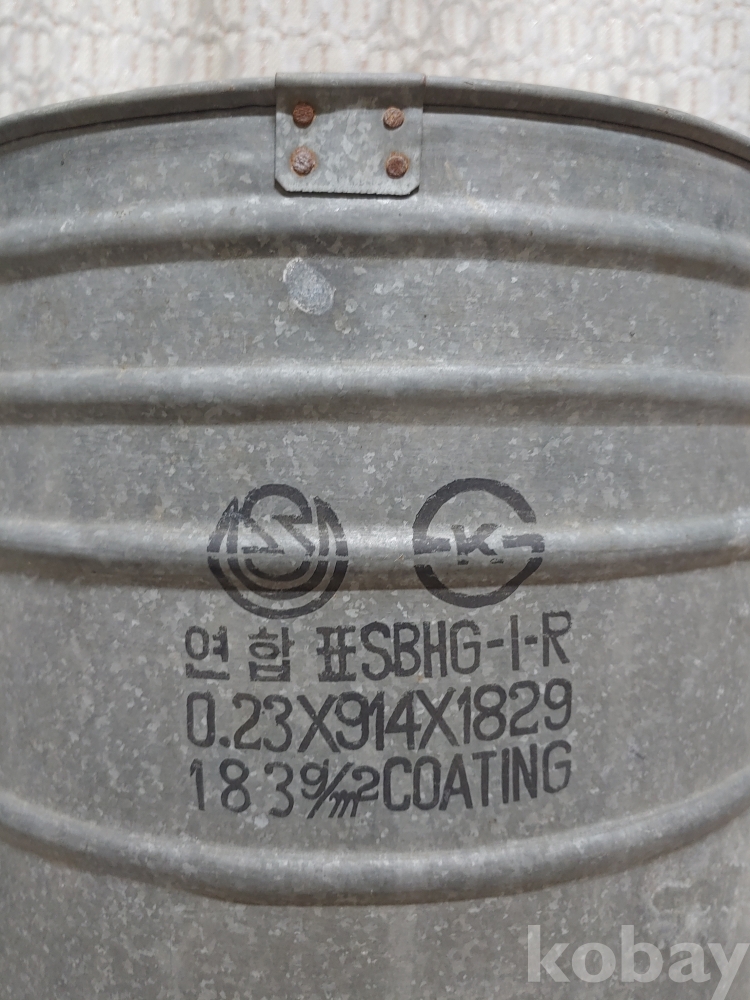 K
연합 표SBHG-I-R
0.23X914X1829
183g/m²COATING
kobay